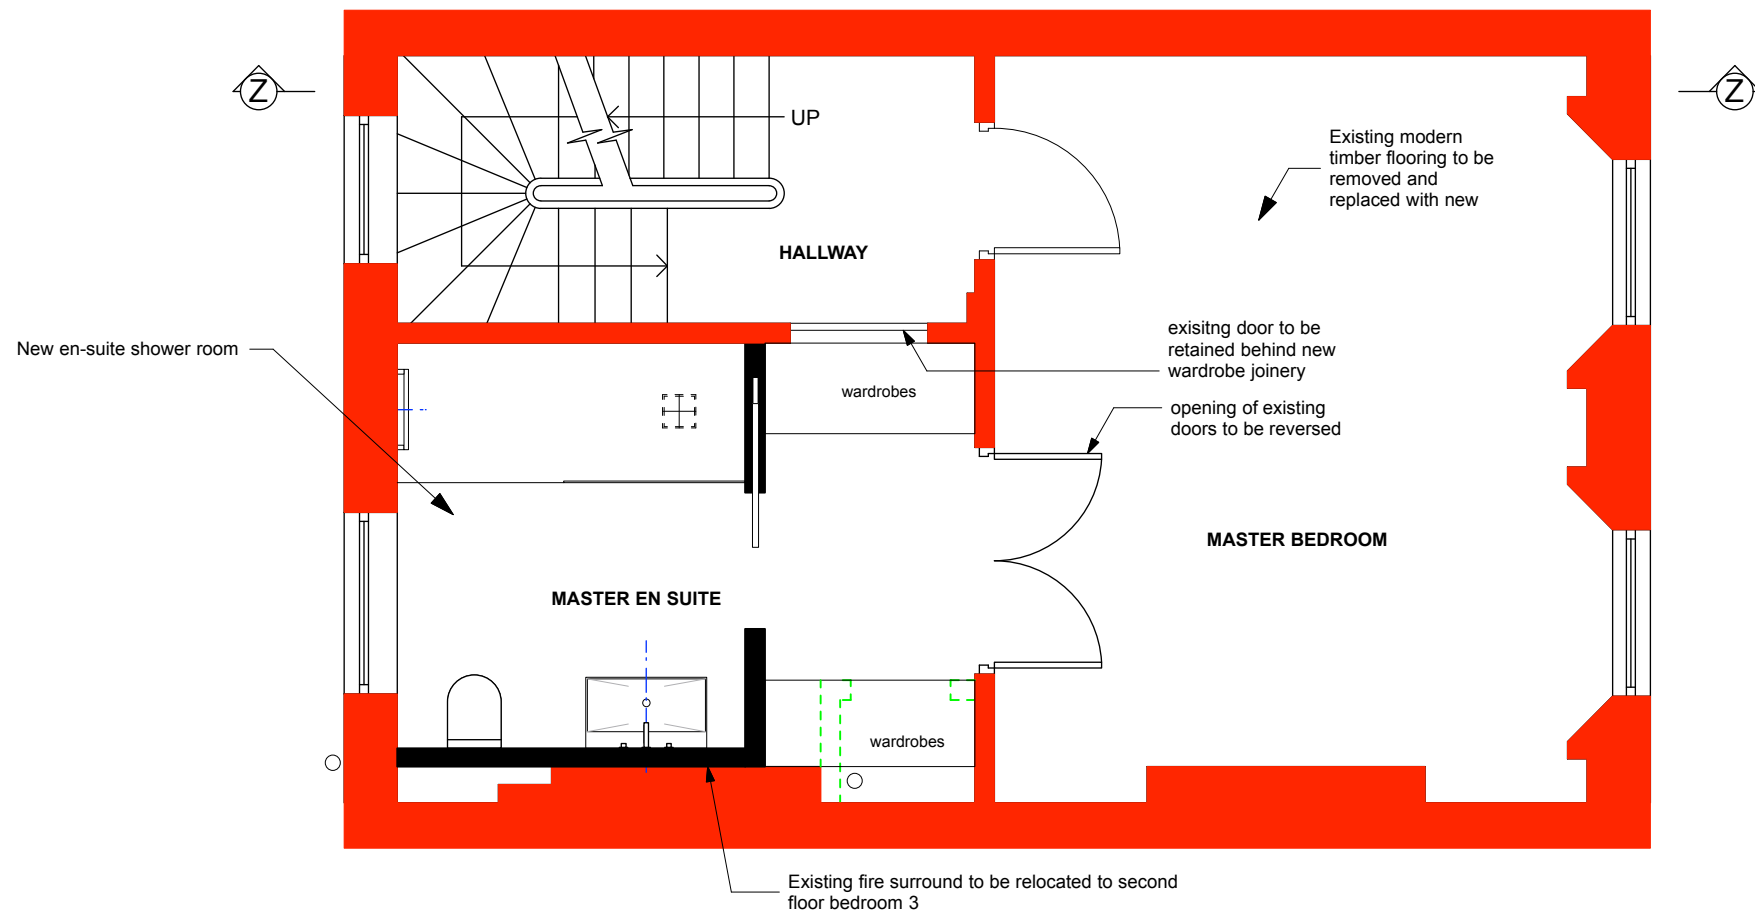 Z
Z
UP
Existing modern
timber flooring to be
removed and
replaced with new
HALLWAY
New en-suite shower room
exisitng door to be
retained behind new
wardrobe joinery
wardrobes
opening of existing
doors to be reversed
MASTER BEDROOM
MASTER EN SUITE
wardrobes
Existing fire surround to be relocated to second
floor bedroom 3